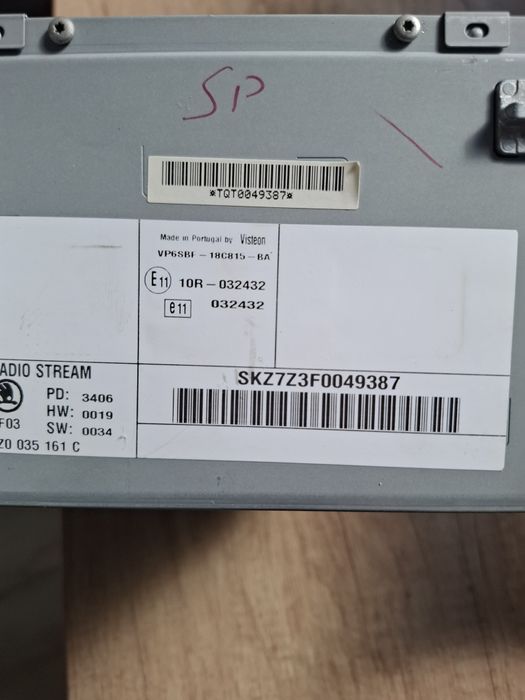 SP
*TQT0049387*
Made in Portugal by Visteon
VP6SBF-18C815-BA
E11 10R-032432
e11 032432
ADIO STREAM
SKZ7Z3F0049387
PD: 3406
HW: 0019
F03 SW: 0034
Z0 035 161 C